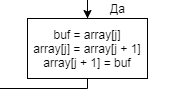 Да
buf = array[j]
array[j] = array[j + 1]
array[j + 1] = buf